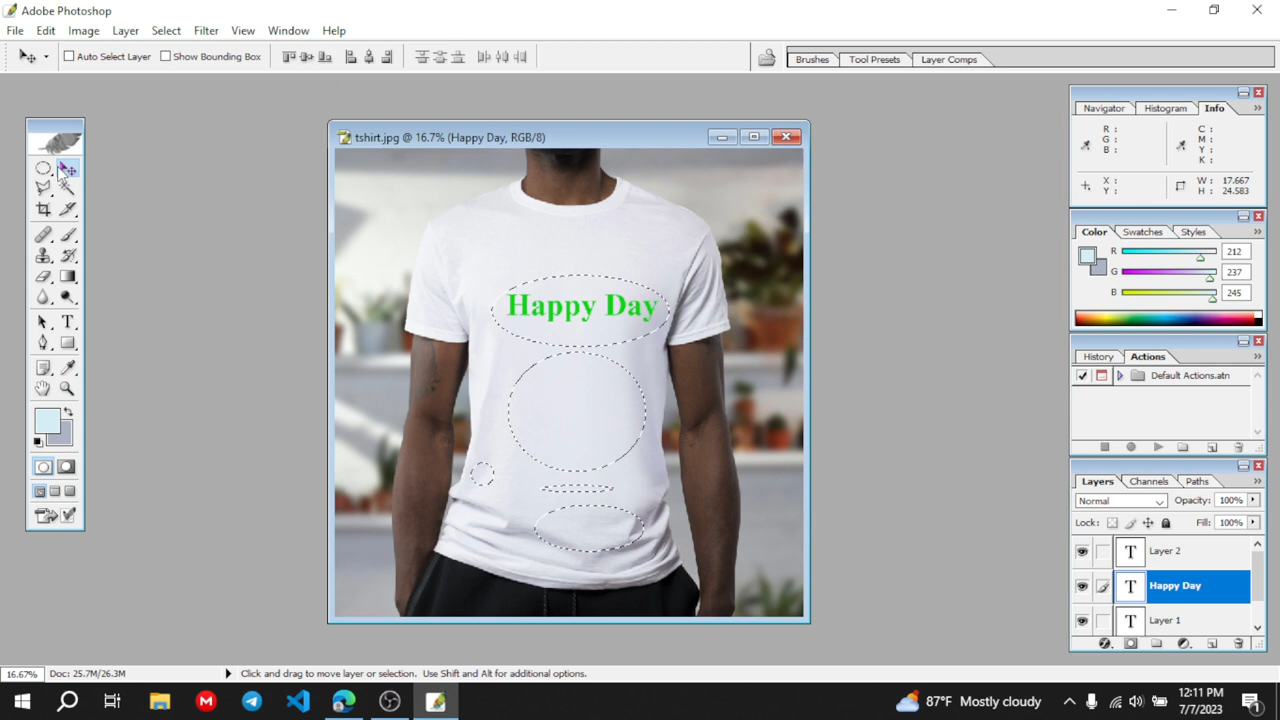 Adobe Photoshop
File Edit Image Layer Select Filter View Window Help
Auto Select Layer Show Bounding Box Brushes Tool Presets Layer Comps
tshirt.jpg @ 16.7% (Happy Day, RGB/8)
Happy Day
Navigator Histogram Info
R : C :
G : M :
B : Y :
K :
X : W : 17.667
Y : H : 24.583
Color Swatches Styles
R 212
G 237
B 245
History Actions
Default Actions.atn
Layers Channels Paths
Normal Opacity: 100%
Lock: Fill: 100%
T Layer 2
T Happy Day
T Layer 1
16.67% Doc: 25.7M/26.3M Click and drag to move layer or selection. Use Shift and Alt for additional options.
87°F Mostly cloudy 12:11 PM
7/7/2023 1